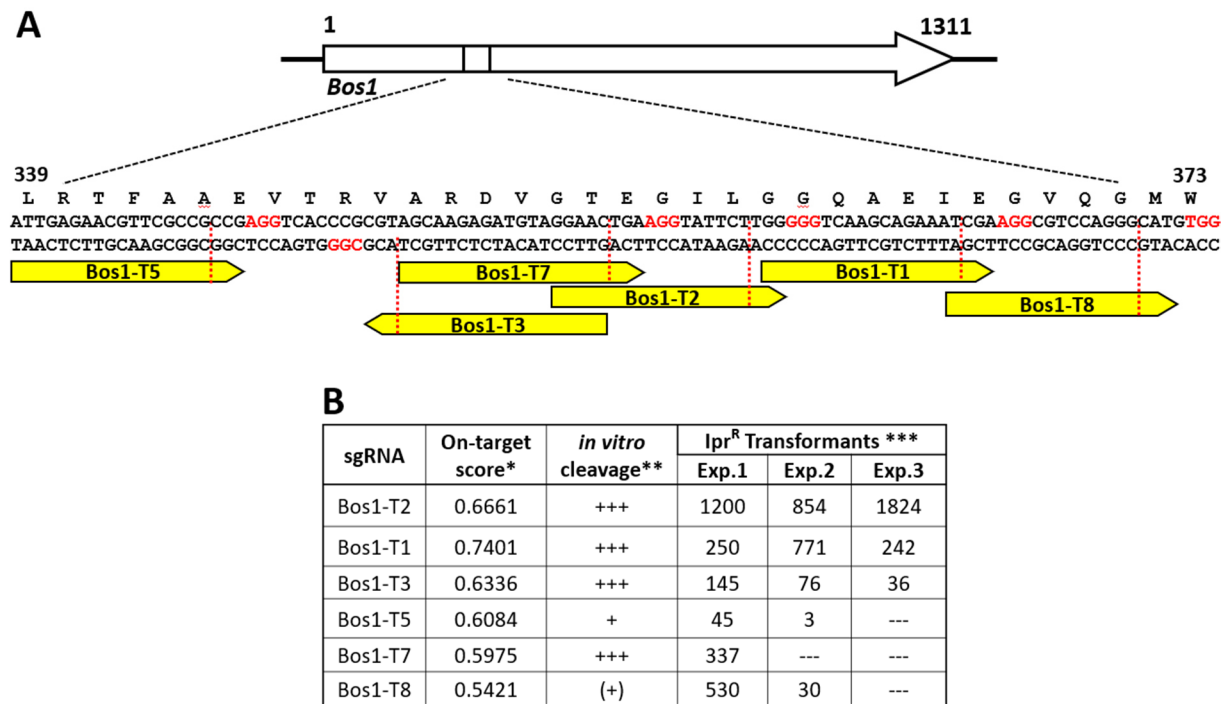 A
1
1311
Bos1
339
373
L R T F A A E V T R V A R D V G T E G I L G G Q A E I E G V Q G M W
ATTGAGAACGTTCGCCGCCGAGGTCACCCGCGTAGCAAGAGATGTAGGAACTGAAGGTATTCTTGGGGGTCAAGCAGAAATCGAAGGCGTCCAGGGCATGTGG
TAACTCTTGCAAGCGGCGGCTCCAGTGGGCGCATCGTTCTCTACATCCTTGACTTCCATAAGAACCCCCAGTTCGTCTTTAGCTTCCGCAGGTCCCGTACACC
Bos1-T5
Bos1-T7
Bos1-T1
Bos1-T2
Bos1-T8
Bos1-T3
B
sgRNA On-target score* in vitro cleavage** Ipr^R Transformants ***
Exp.1 Exp.2 Exp.3
Bos1-T2 0.6661 +++ 1200 854 1824
Bos1-T1 0.7401 +++ 250 771 242
Bos1-T3 0.6336 +++ 145 76 36
Bos1-T5 0.6084 + 45 3 ---
Bos1-T7 0.5975 +++ 337 --- ---
Bos1-T8 0.5421 (+) 530 30 ---